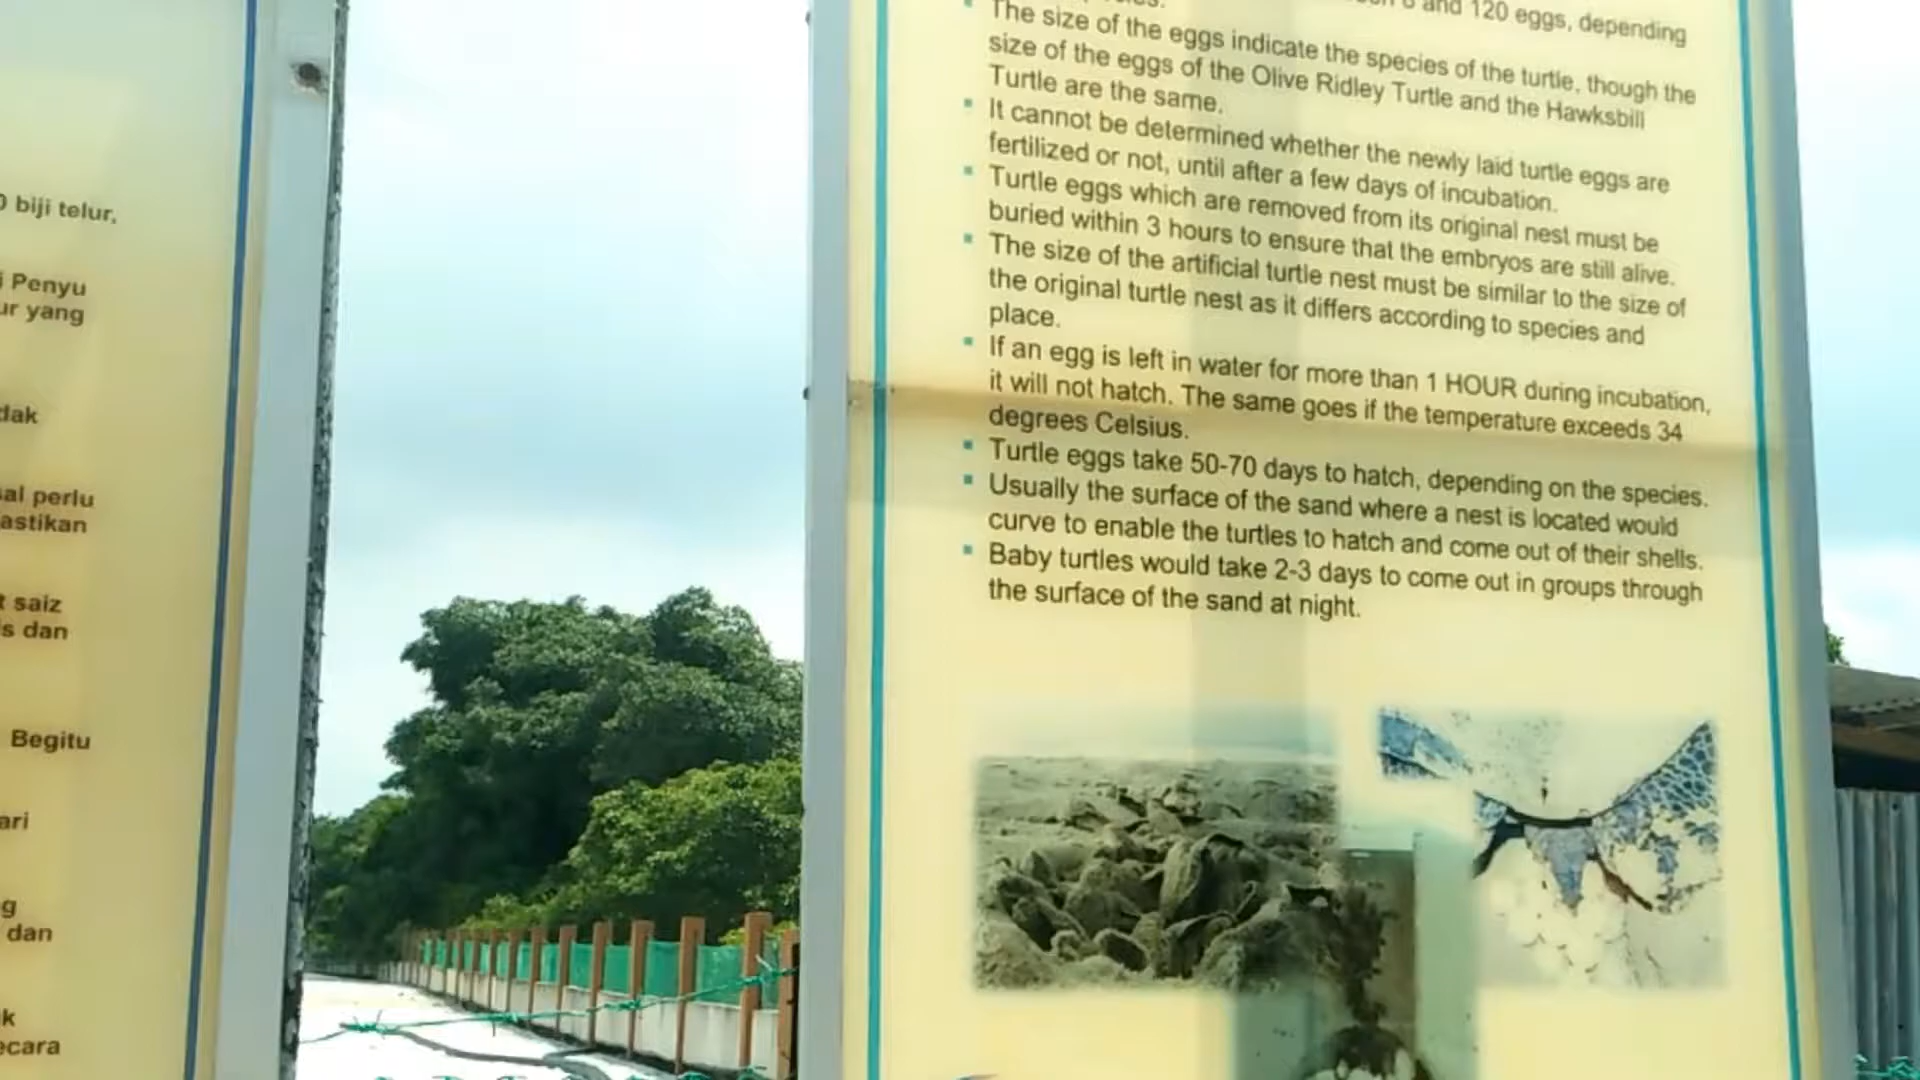 0 biji telur,
i Penyu
ur yang
dak
sal perlu
astikan
t saiz
s dan
Begitu
ari
g
dan
k
ecara
and 120 eggs, depending
The size of the eggs indicate the species of the turtle, though the
size of the eggs of the Olive Ridley Turtle and the Hawksbill
Turtle are the same.
It cannot be determined whether the newly laid turtle eggs are
fertilized or not, until after a few days of incubation.
Turtle eggs which are removed from its original nest must be
buried within 3 hours to ensure that the embryos are still alive.
The size of the artificial turtle nest must be similar to the size of
the original turtle nest as it differs according to species and
place.
If an egg is left in water for more than 1 HOUR during incubation,
it will not hatch. The same goes if the temperature exceeds 34
degrees Celsius.
Turtle eggs take 50-70 days to hatch, depending on the species.
Usually the surface of the sand where a nest is located would
curve to enable the turtles to hatch and come out of their shells.
Baby turtles would take 2-3 days to come out in groups through
the surface of the sand at night.